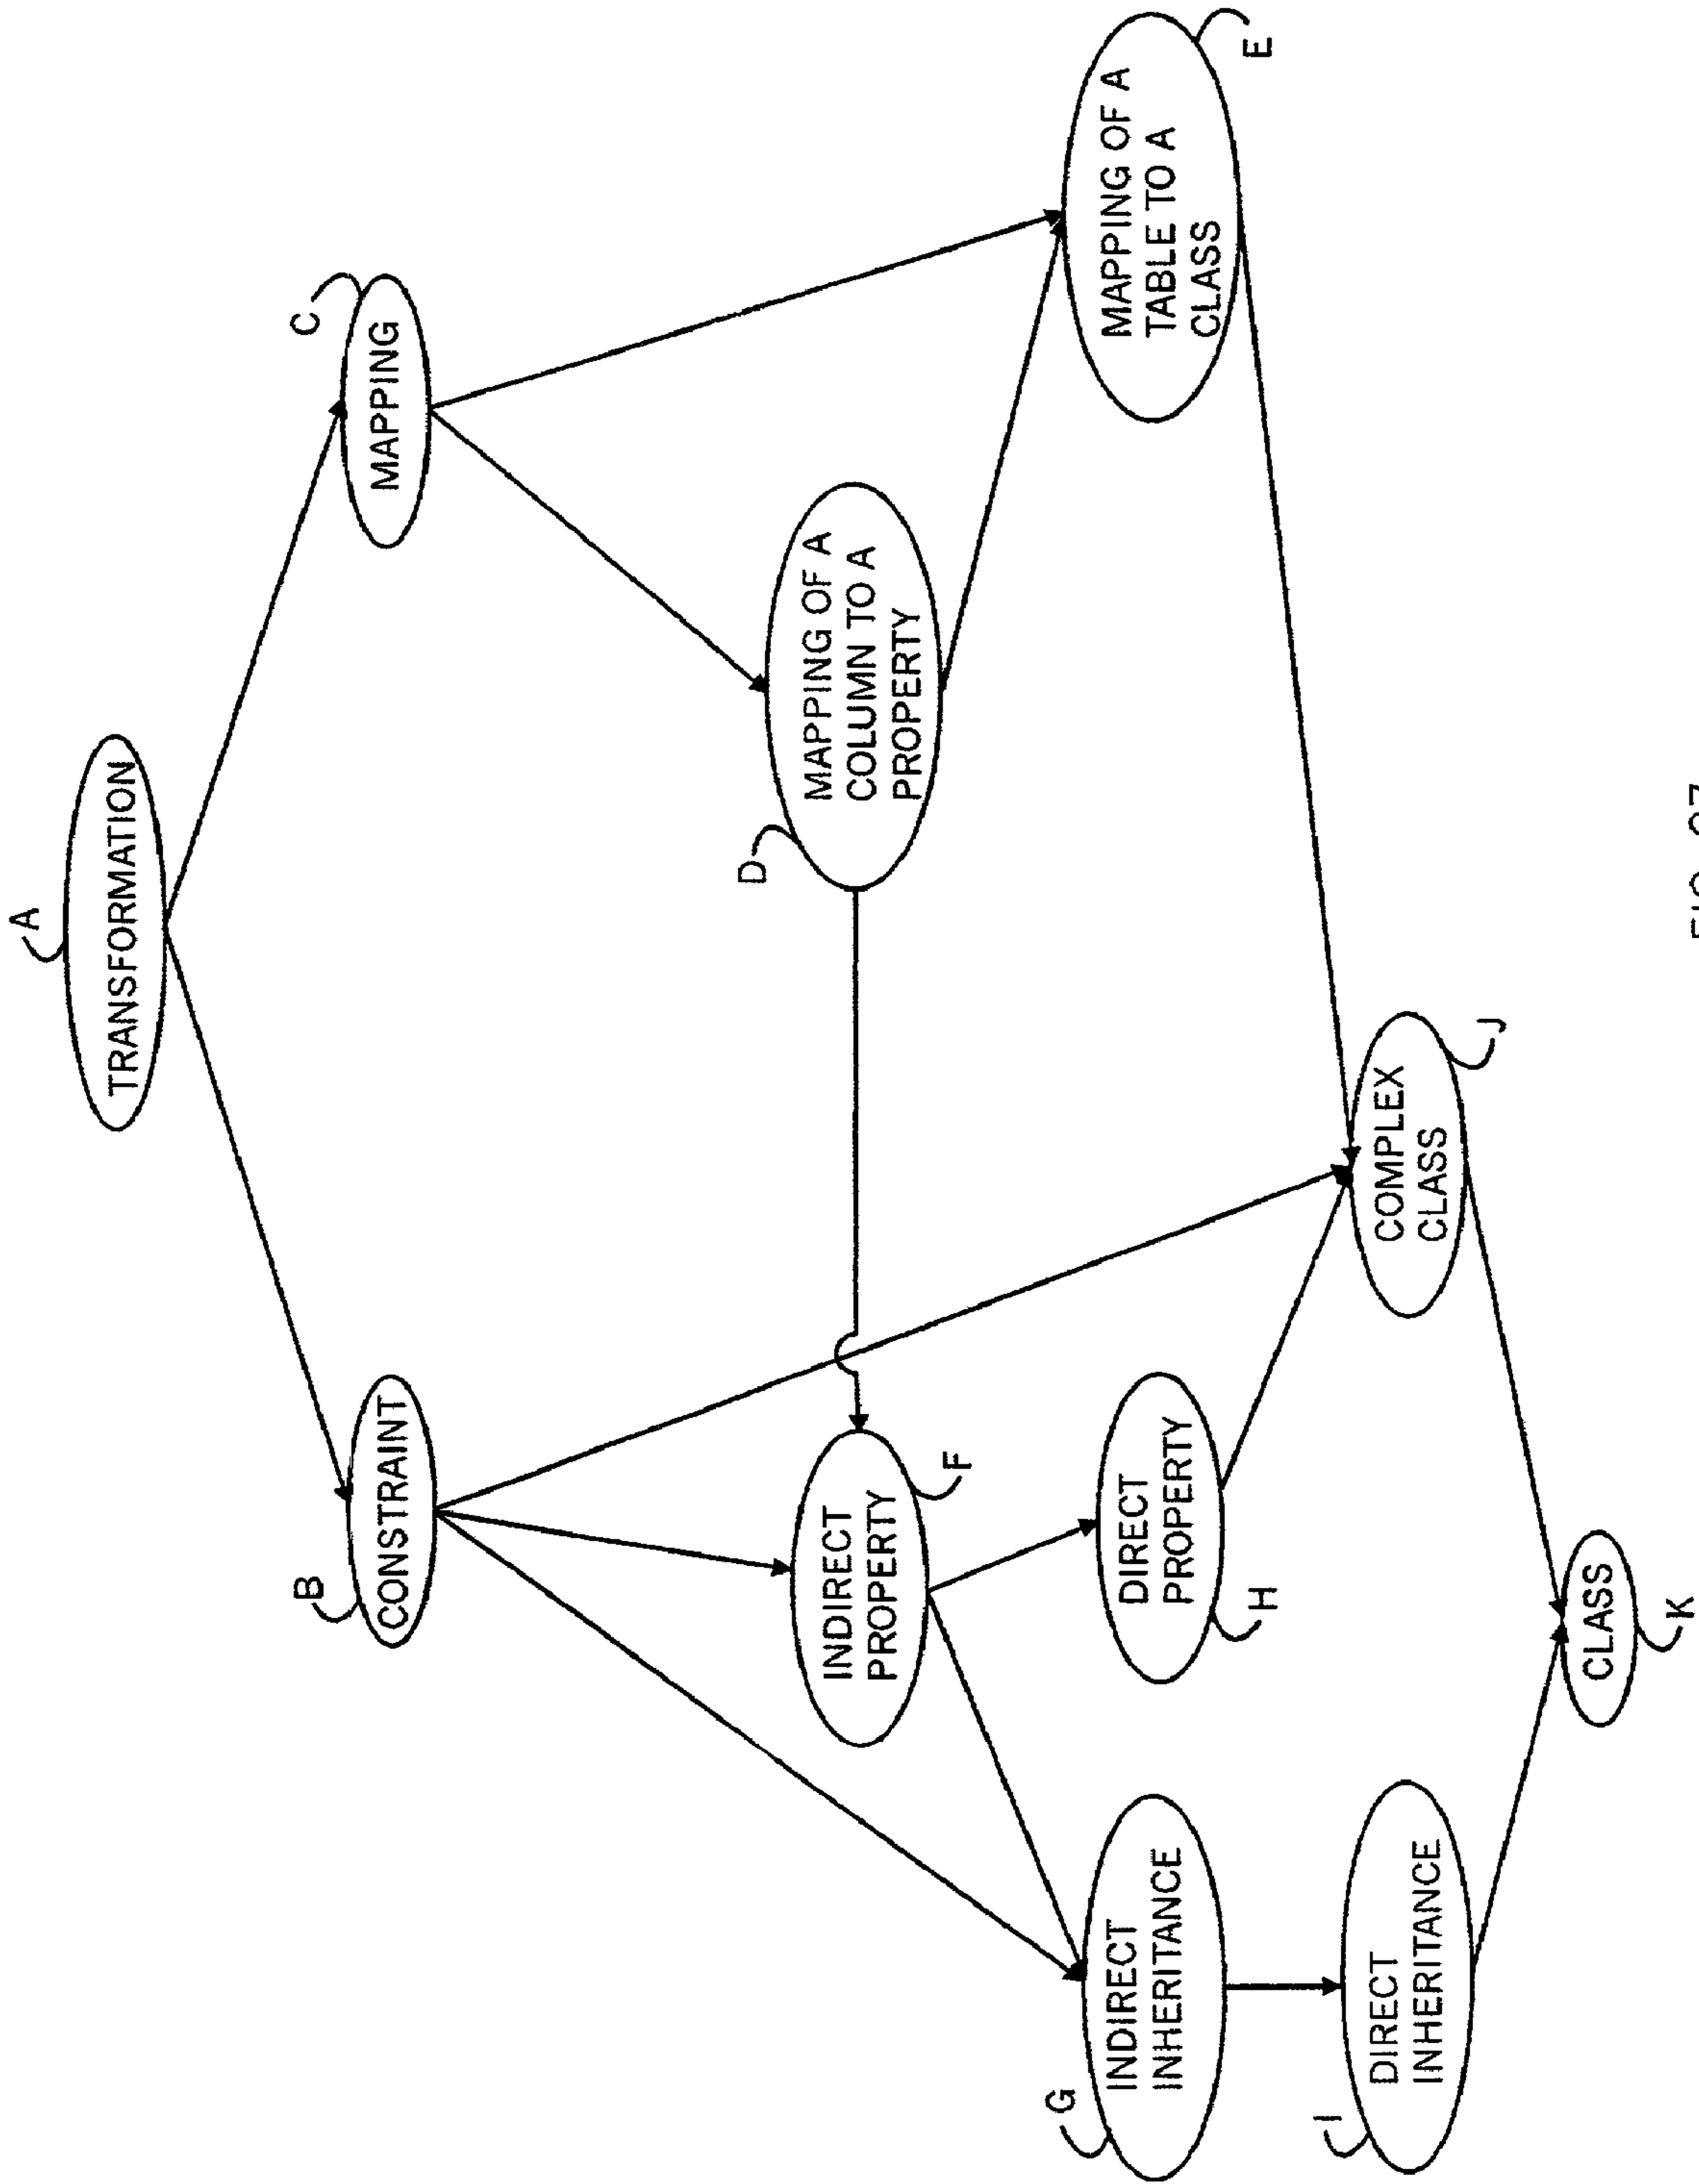 A
TRANSFORMATION
B
CONSTRAINT
C
MAPPING
D
MAPPING OF A
COLUMN TO A
PROPERTY
INDIRECT
PROPERTY
F
G
INDIRECT
INHERITANCE
DIRECT
PROPERTY
H
MAPPING OF A
TABLE TO A
CLASS
E
I
DIRECT
INHERITANCE
COMPLEX
CLASS
J
CLASS
K